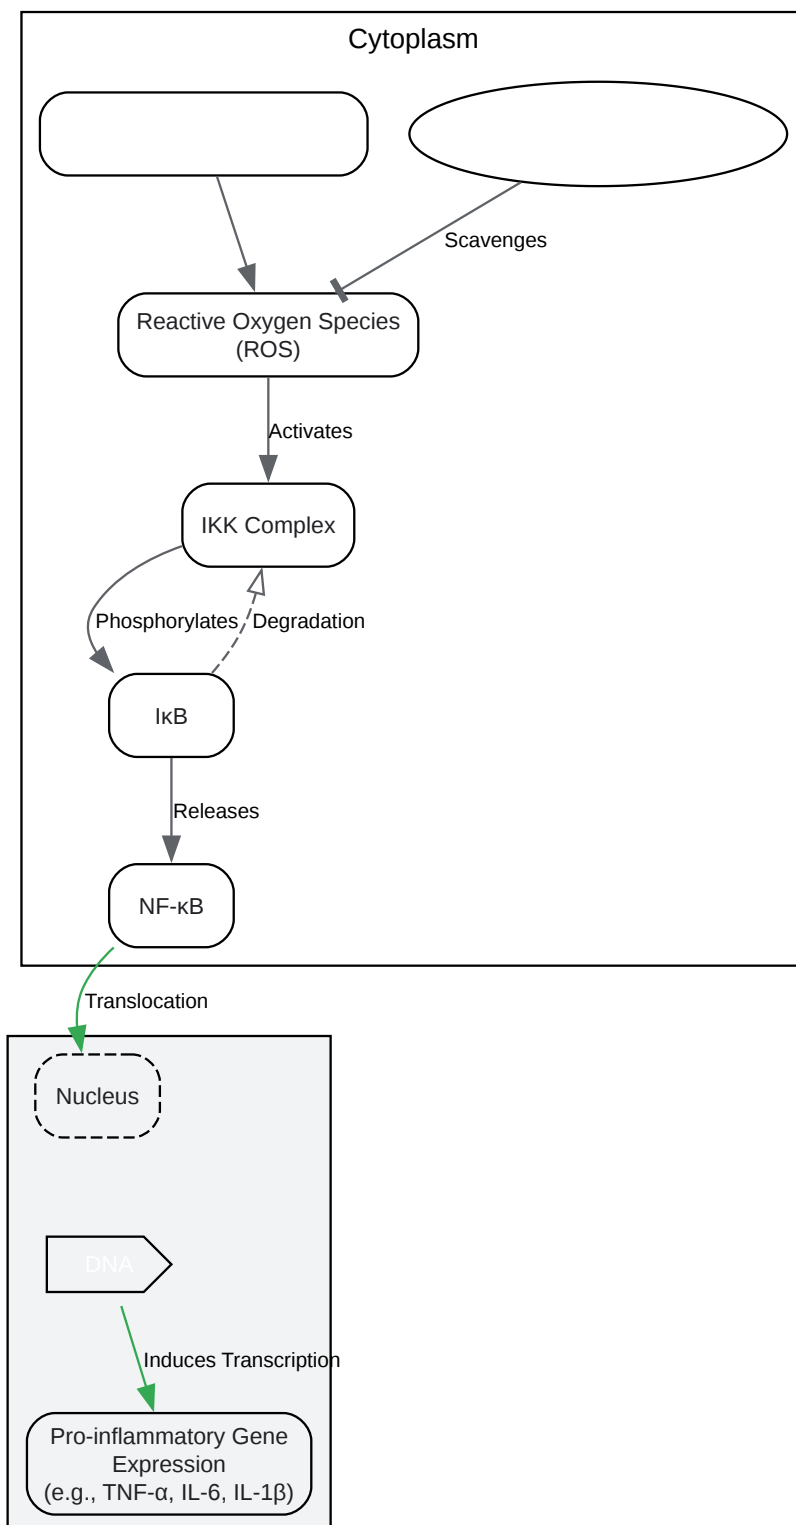 Cytoplasm
Scavenges
Reactive Oxygen Species
(ROS)
Activates
IKK Complex
Phosphorylates
Degradation
IκB
Releases
NF-κB
Translocation
Nucleus
DNA
Induces Transcription
Pro-inflammatory Gene
Expression
(e.g., TNF-α, IL-6, IL-1β)